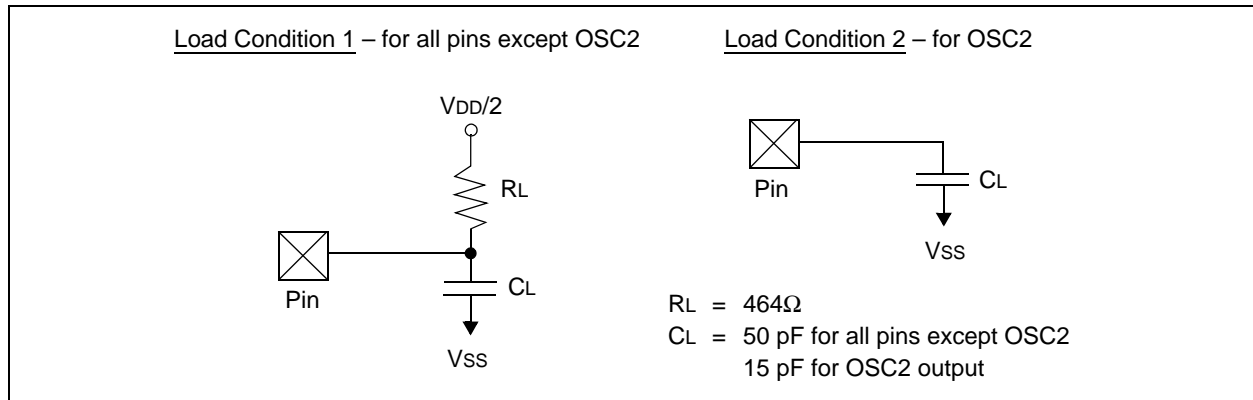 Load Condition 1 – for all pins except OSC2
Load Condition 2 – for OSC2
VDD/2
RL
Pin
CL
VSS
Pin
CL
VSS
RL = 464Ω
CL = 50 pF for all pins except OSC2
15 pF for OSC2 output